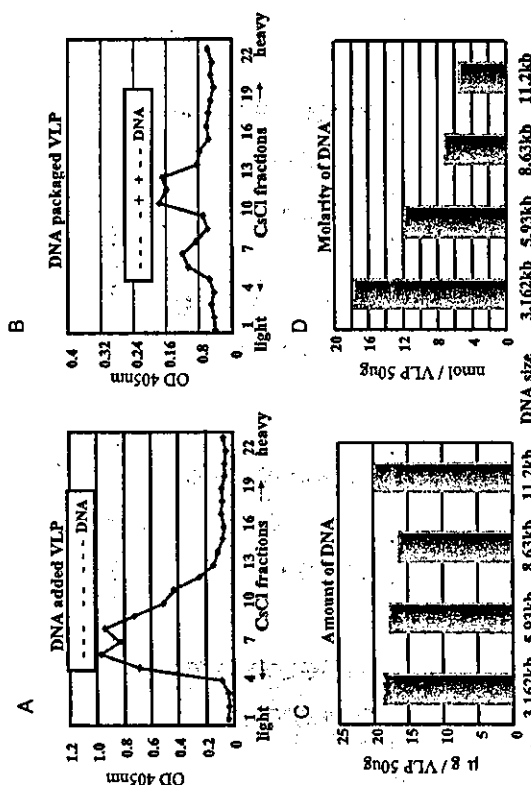 A
DNA added VLP
1.2
1.0
0.8
0.6
0.4
0.2
0
OD 405nm
- - - - - - - - DNA
1 4 7 10 13 16 19 22
light ← CsCl fractions → heavy
B
DNA packaged VLP
0.4
0.32
0.24
0.16
0.8
0
OD 405nm
- - - - + + - - - DNA
1 4 7 10 13 16 19 22
light ← CsCl fractions → heavy
C
Amount of DNA
25
20
15
10
5
0
μ g / VLP 50ug
3.162kb 5.93kb 8.63kb 11.2kb
DNA size
D
Molarity of DNA
20
16
12
8
6
4
2
0
nmol / VLP 50ug
3.162kb 5.93kb 8.63kb 11.2kb